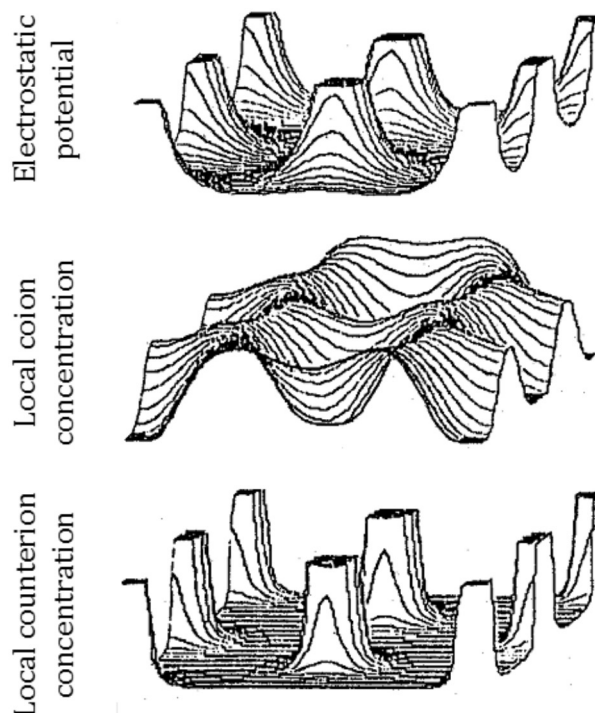 Electrostatic
potential
Local coion
concentration
Local counterion
concentration